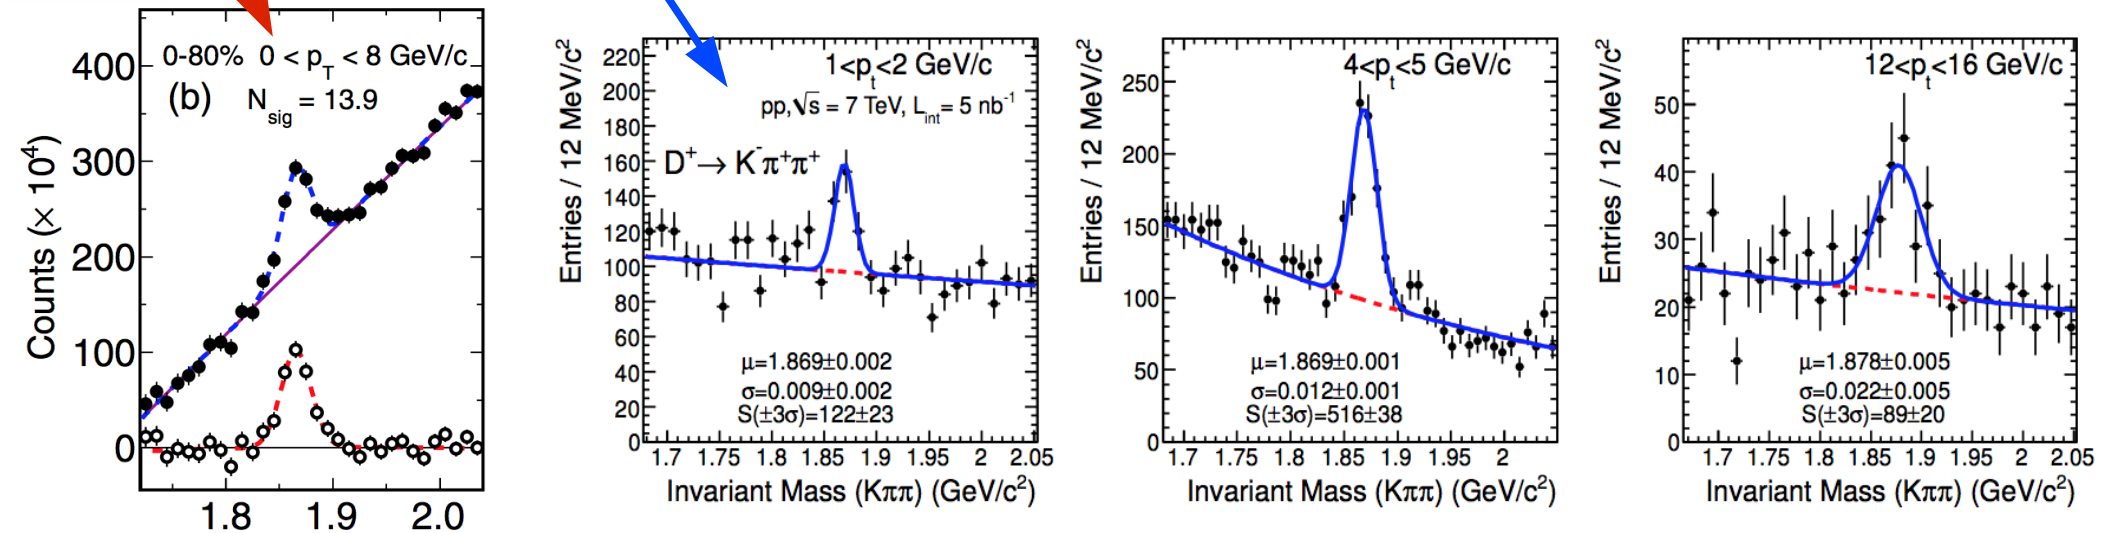 0-80% 0 < pT < 8 GeV/c
(b) Nsig = 13.9
Counts (× 10⁴)
400
300
200
100
0
1.8 1.9 2.0
Entries / 12 MeV/c²
220
200
180
160
140
120
100
80
60
40
20
0
1<pt<2 GeV/c
pp,√s = 7 TeV, Lint= 5 nb⁻¹
D⁺→ K⁻π⁺π⁺
μ=1.869±0.002
σ=0.009±0.002
S(±3σ)=122±23
1.7 1.75 1.8 1.85 1.9 1.95 2 2.05
Invariant Mass (Kππ) (GeV/c²)
Entries / 12 MeV/c²
250
200
150
100
50
0
4<pt<5 GeV/c
μ=1.869±0.001
σ=0.012±0.001
S(±3σ)=516±38
1.7 1.75 1.8 1.85 1.9 1.95 2
Invariant Mass (Kππ) (GeV/c²)
Entries / 12 MeV/c²
50
40
30
20
10
0
12<pt<16 GeV/c
μ=1.878±0.005
σ=0.022±0.005
S(±3σ)=89±20
1.7 1.75 1.8 1.85 1.9 1.95 2 2.05
Invariant Mass (Kππ) (GeV/c²)